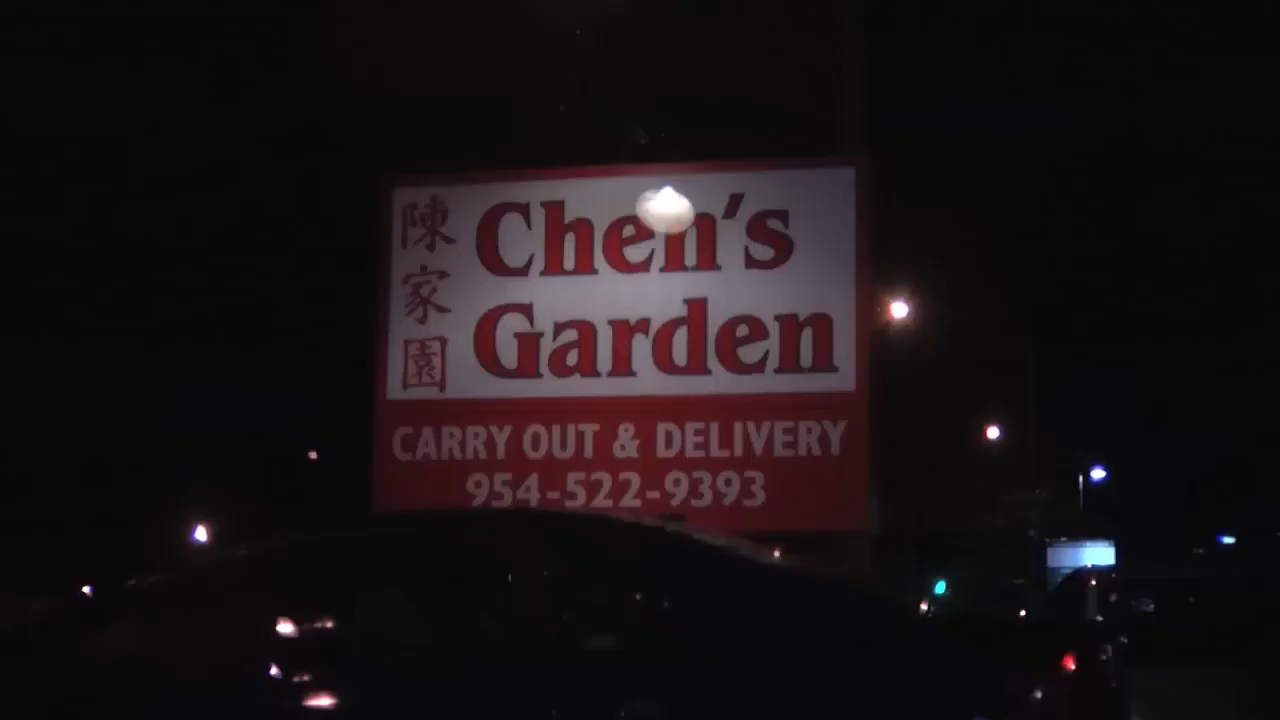 陳家園
Chen's
Garden
CARRY OUT & DELIVERY
954-522-9393